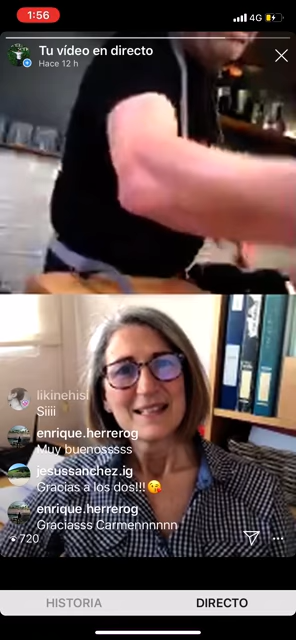 1:56
4G
Tu vídeo en directo
Hace 12 h
likinehisi
Siiii
enrique.herrerog
Muy buenosssss
jesussanchez.ig
Gracias a los dos!!!😘
enrique.herrerog
Graciasss Carmennnnnn
720
HISTORIA
DIRECTO